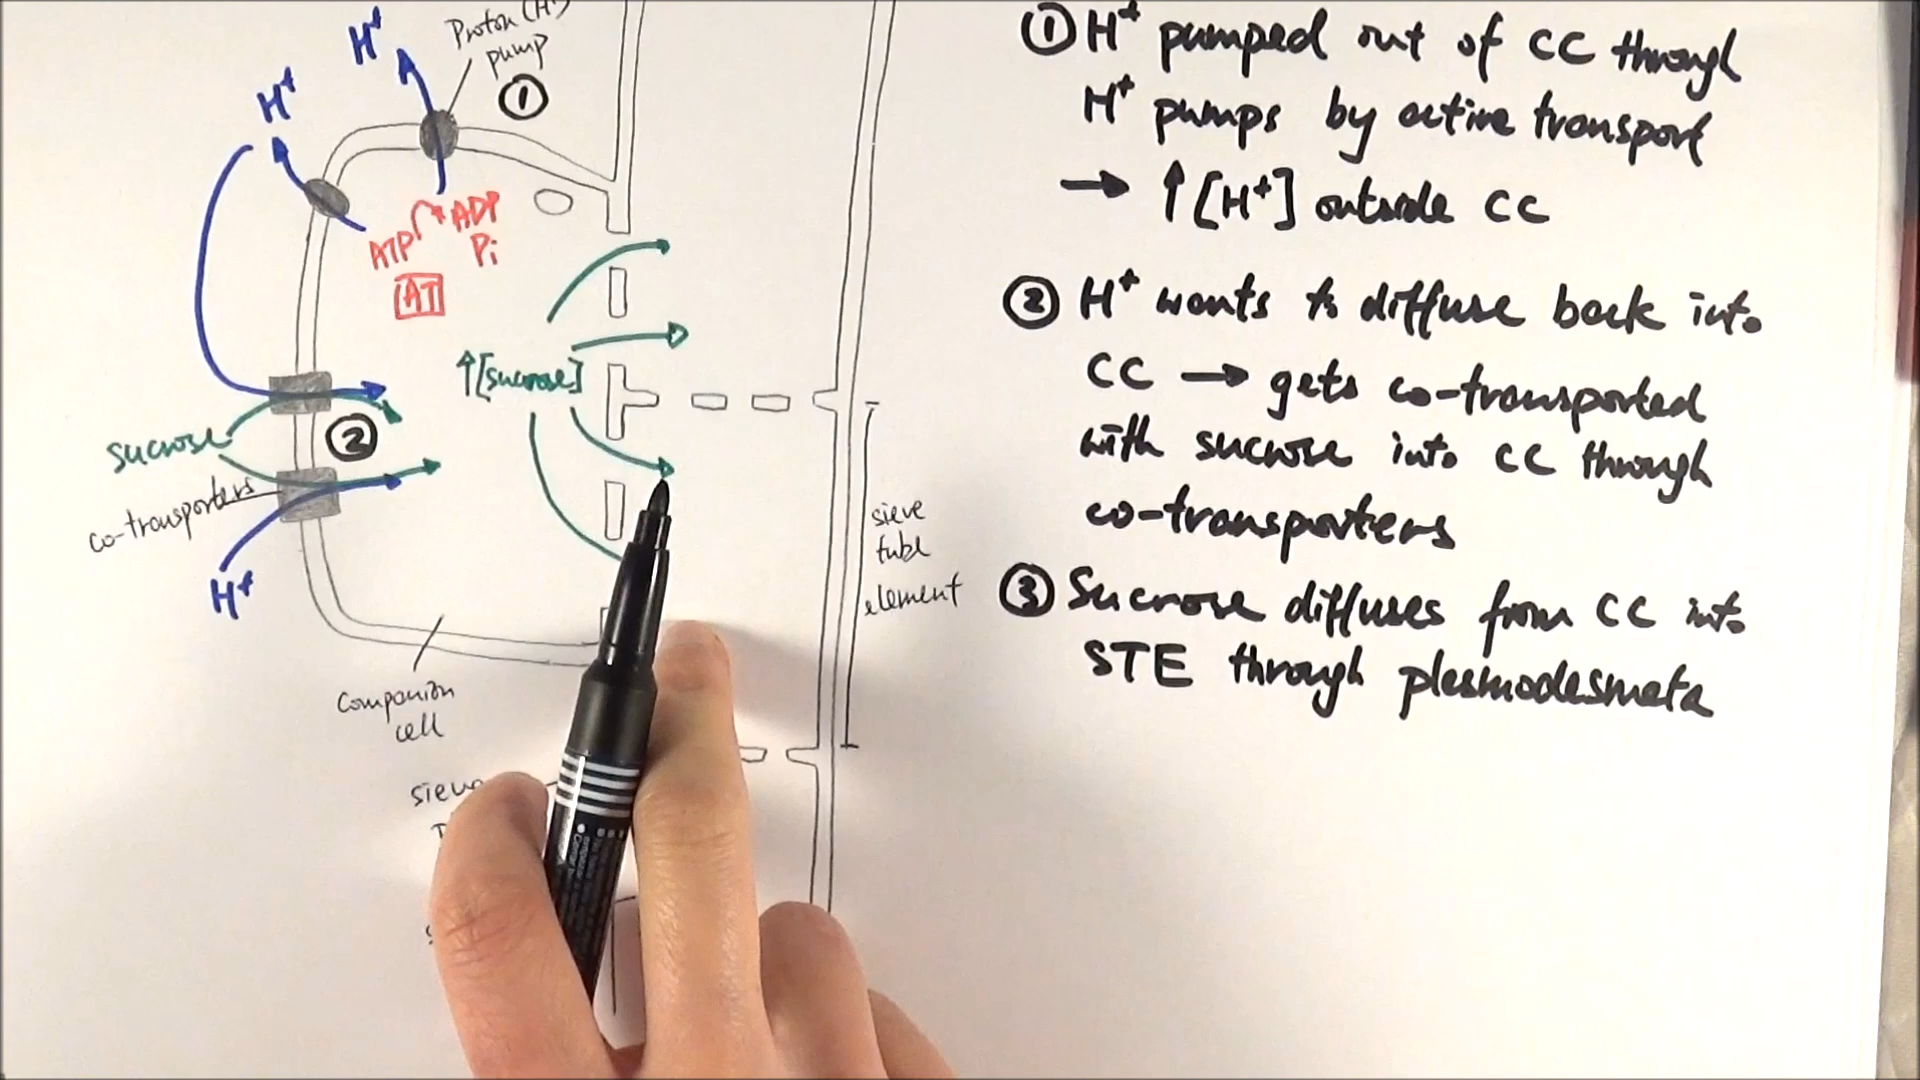 H⁺
H⁺
Proton (H⁺)
pump
①
ATP
ADP
Pi
AT
↑[sucrose]
sucrose
②
co-transporters
H⁺
Companion
cell
sieve
tube
element
① H⁺ pumped out of CC through
H⁺ pumps by active transport
→ ↑[H⁺] outside CC
② H⁺ wants to diffuse back into
CC → gets co-transported
with sucrose into CC through
co-transporters
③ Sucrose diffuses from CC into
STE through plasmodesmata